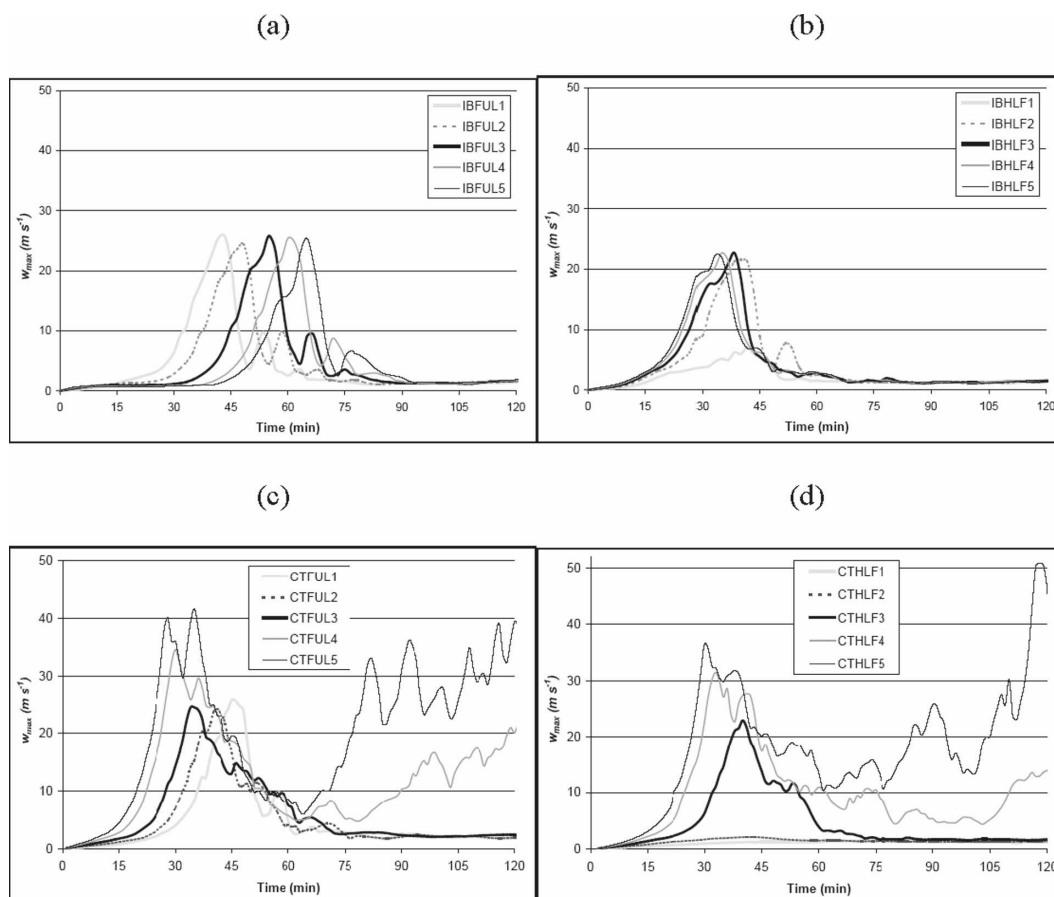 (a)
(b)
50
40
30
20
10
0
w_max (m s⁻¹)
IBFUL1
IBFUL2
IBFUL3
IBFUL4
IBFUL5
0 15 30 45 60 75 90 105 120
Time (min)
50
40
30
20
10
0
w_max (m s⁻¹)
IBHLF1
IBHLF2
IBHLF3
IBHLF4
IBHLF5
0 15 30 45 60 75 90 105 120
Time (min)
(c)
(d)
50
40
30
20
10
0
w_max (m s⁻¹)
CTFUL1
CTFUL2
CTFUL3
CTFUL4
CTFUL5
0 15 30 45 60 75 90 105 120
Time (min)
50
40
30
20
10
0
w_max (m s⁻¹)
CTHLF1
CTHLF2
CTHLF3
CTHLF4
CTHLF5
0 15 30 45 60 75 90 105 120
Time (min)